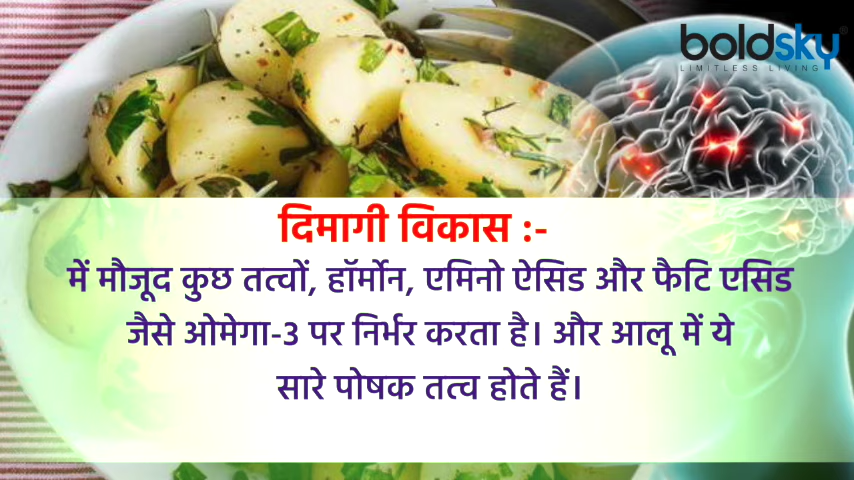 boldsky®
LIMITLESS LIVING
दिमागी विकास :-
में मौजूद कुछ तत्वों, हॉर्मोन, एमिनो ऐसिड और फैटि एसिड
जैसे ओमेगा-3 पर निर्भर करता है। और आलू में ये
सारे पोषक तत्व होते हैं।